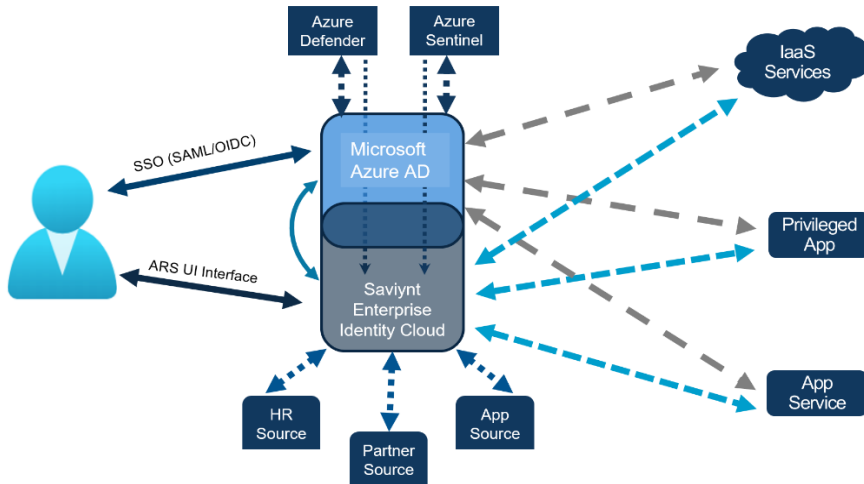 Azure
Defender
Azure
Sentinel
IaaS
Services
SSO (SAML/OIDC)
Microsoft
Azure AD
Privileged
App
ARS UI Interface
Saviynt
Enterprise
Identity Cloud
App
Service
HR
Source
Partner
Source
App
Source